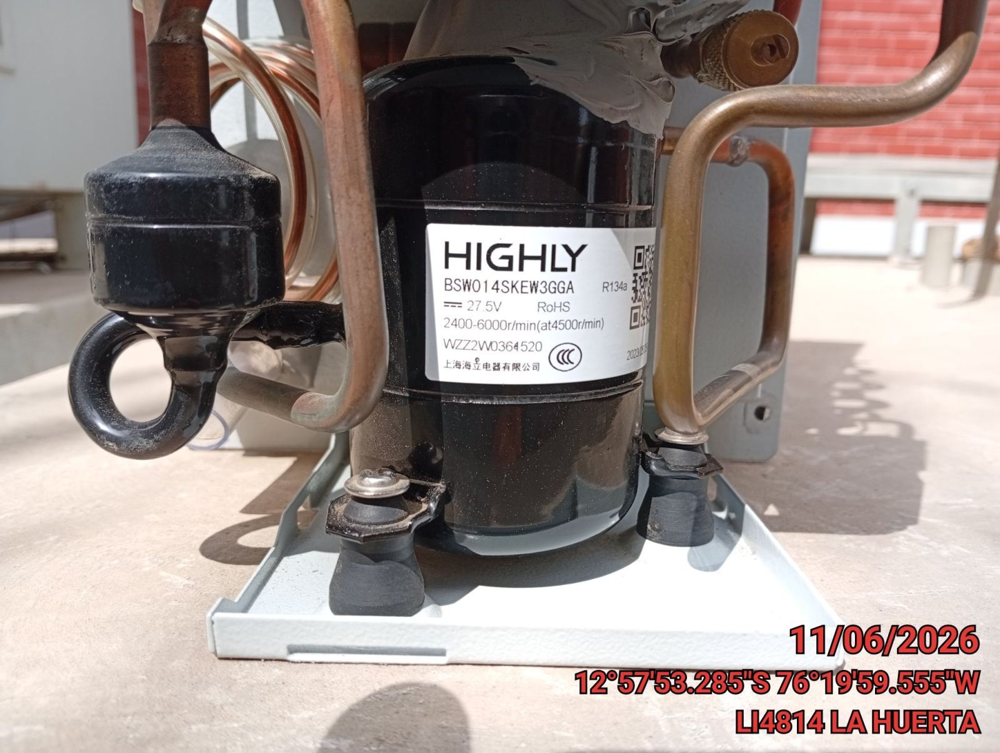 HIGHLY
BSW014SKEW3GGA R134a
27.5V RoHS
2400-6000r/min(at4500r/min)
上海海立电器有限公司
11/06/2026
12°57'53.285"S 76°19'59.555"W
LI4814 LA HUERTA